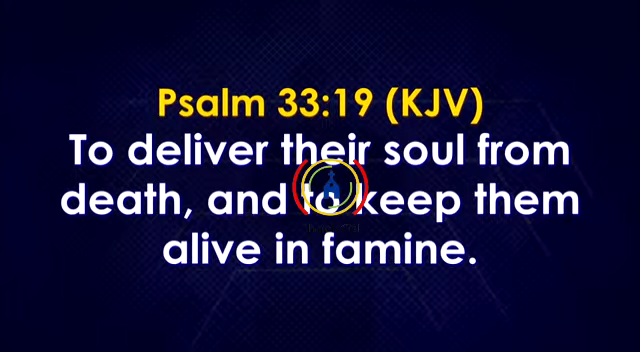 Psalm 33:19 (KJV)
To deliver their soul from
death, and to keep them
alive in famine.